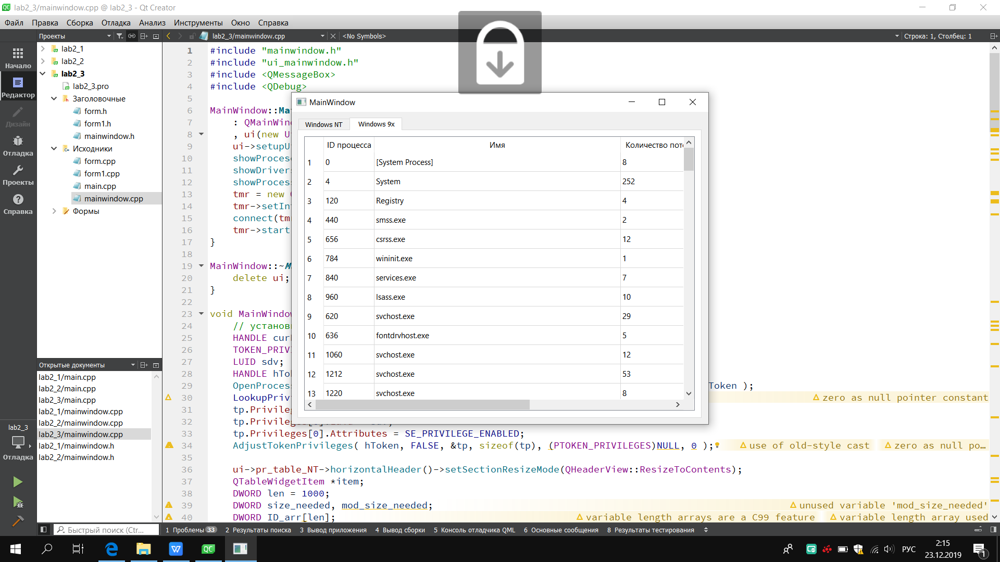 lab2_3/mainwindow.cpp @ lab2_3 - Qt Creator
Файл Правка Сборка Отладка Анализ Инструменты Окно Справка
Проекты
lab2_3/mainwindow.cpp
<No Symbols>
Строка: 1, Столбец: 1
Начало
Редактор
Дизайн
Отладка
Проекты
Справка
lab2_3
Отладка
lab2_1
lab2_2
lab2_3
lab2_3.pro
Заголовочные
form.h
form1.h
mainwindow.h
Исходники
form.cpp
form1.cpp
main.cpp
mainwindow.cpp
Формы
Открытые документы
lab2_1/main.cpp
lab2_2/main.cpp
lab2_3/main.cpp
lab2_1/mainwindow.cpp
lab2_2/mainwindow.cpp
lab2_3/mainwindow.cpp
lab2_1/mainwindow.h
lab2_2/mainwindow.h
1 #include "mainwindow.h"
2 #include "ui_mainwindow.h"
3 #include <QMessageBox>
4 #include <QDebug>
5
6 MainWindow::Ma
7 : QMainWin
8 , ui(new U
9 ui->setupU
10 showProces
11 showDriver
12 showProces
13 tmr = new
14 tmr->setIn
15 connect(tm
16 tmr->start
17 }
18
19 MainWindow::~M
20 delete ui;
21 }
22
23 void MainWindow
24 // установ
25 HANDLE cur
26 TOKEN_PRIV
27 LUID sdv;
28 HANDLE hTo
29 OpenProces Token );
30 LookupPriv zero as null pointer constant
31 tp.Privileg
32 tp.Privileg
33 tp.Privileges[0].Attributes = SE_PRIVILEGE_ENABLED;
34 AdjustTokenPrivileges( hToken, FALSE, &tp, sizeof(tp), (PTOKEN_PRIVILEGES)NULL, 0 ); use of old-style cast zero as null po…
35
36 ui->pr_table_NT->horizontalHeader()->setSectionResizeMode(QHeaderView::ResizeToContents);
37 QTableWidgetItem *item;
38 DWORD len = 1000;
39 DWORD size_needed, mod_size_needed; unused variable 'mod_size_needed'
40 DWORD ID_arr[len]; variable length arrays are a C99 feature variable length array used
MainWindow
Windows NT Windows 9x
ID процесса Имя Количество пот
1 0 [System Process] 8
2 4 System 252
3 120 Registry 4
4 440 smss.exe 2
5 656 csrss.exe 12
6 784 wininit.exe 1
7 840 services.exe 7
8 960 lsass.exe 10
9 620 svchost.exe 29
10 636 fontdrvhost.exe 5
11 1060 svchost.exe 12
12 1212 svchost.exe 53
13 1220 svchost.exe 8
Быстрый поиск (Ctr...
1 Проблемы 33 2 Результаты поиска 3 Вывод приложения 4 Вывод сборки 5 Консоль отладчика QML 6 Основные сообщения 8 Результаты тестирования
РУС
2:15
23.12.2019
1